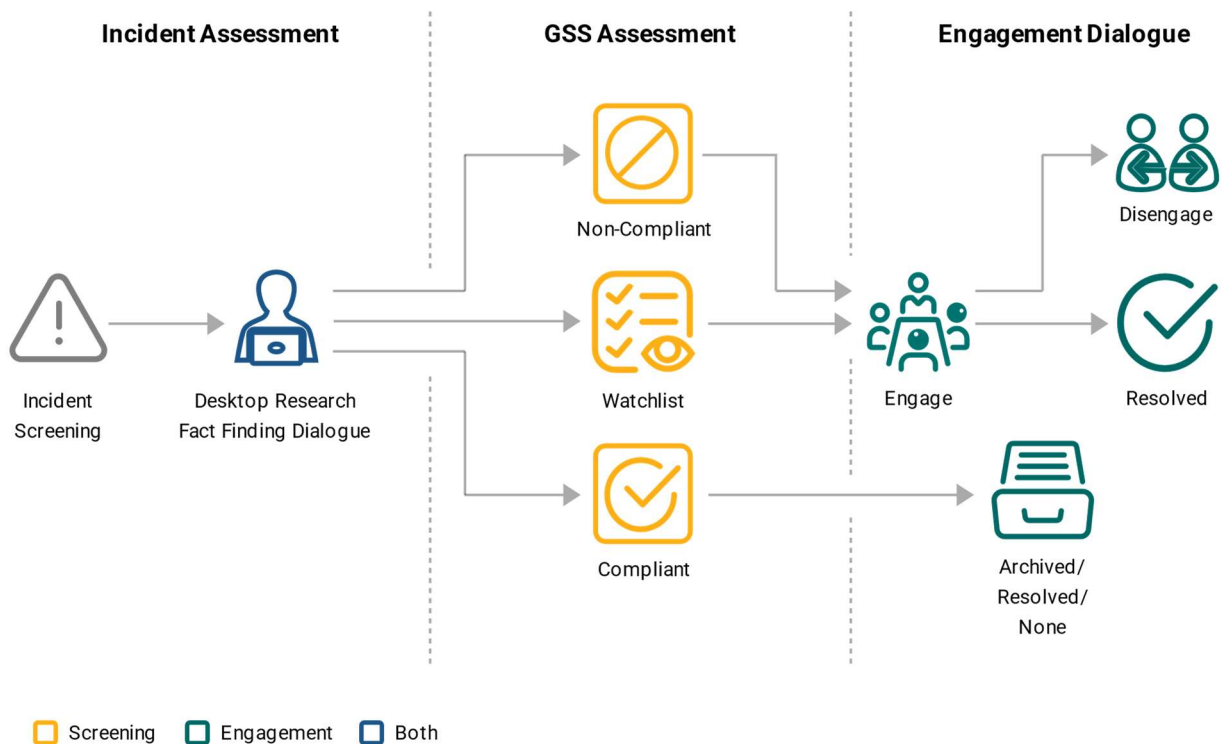 Incident Assessment
GSS Assessment
Engagement Dialogue
Non-Compliant
Disengage
Incident
Screening
Desktop Research
Fact Finding Dialogue
Watchlist
Engage
Resolved
Compliant
Archived/
Resolved/
None
Screening
Engagement
Both